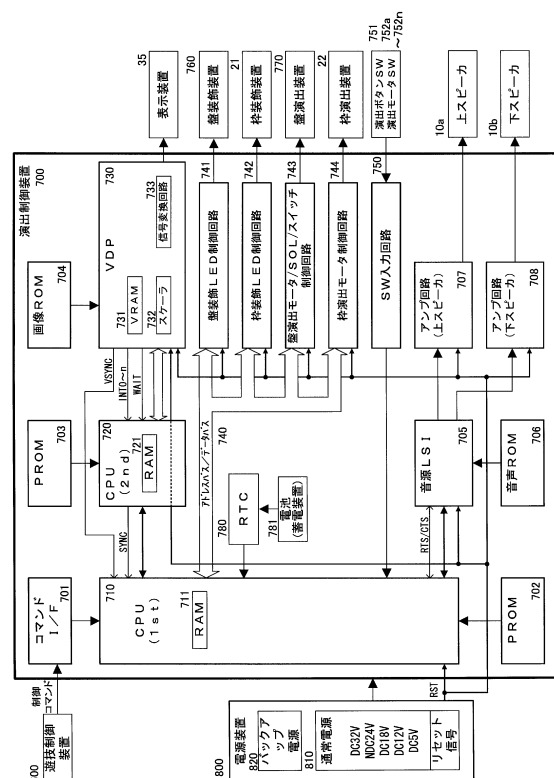 演出制御装置
700
画像ROM
704
PROM
703
コマンド
I/F
701
制御
コマンド
遊技制御
装置
00
VDP
730
VRAM
731
スケーラ
732
信号変換回路
733
表示装置
35
VSYNC
INT0~n
WAIT
CPU
(2nd)
720
RAM
721
SYNC
CPU
(1st)
710
RAM
711
盤装飾LED制御回路
741
盤装飾装置
760
枠装飾LED制御回路
742
枠装飾装置
21
盤演出モータ/SOL/スイッチ
制御回路
743
盤演出装置
770
枠演出モータ制御回路
744
枠演出装置
22
アドレスバス/データバス
740
SW入力回路
750
演出ボタンSW
演出モータSW
751
752a
~752n
RTC
780
電池
(蓄電装置)
781
音源LSI
705
RTS/CTS
アンプ回路
(上スピーカ)
707
上スピーカ
10a
アンプ回路
(下スピーカ)
708
下スピーカ
10b
音声ROM
706
PROM
702
RST
800
電源装置
820
バックア
ップ
電源
810
通常電源
DC32V
NDC24V
DC18V
DC12V
DC5V
リセット
信号